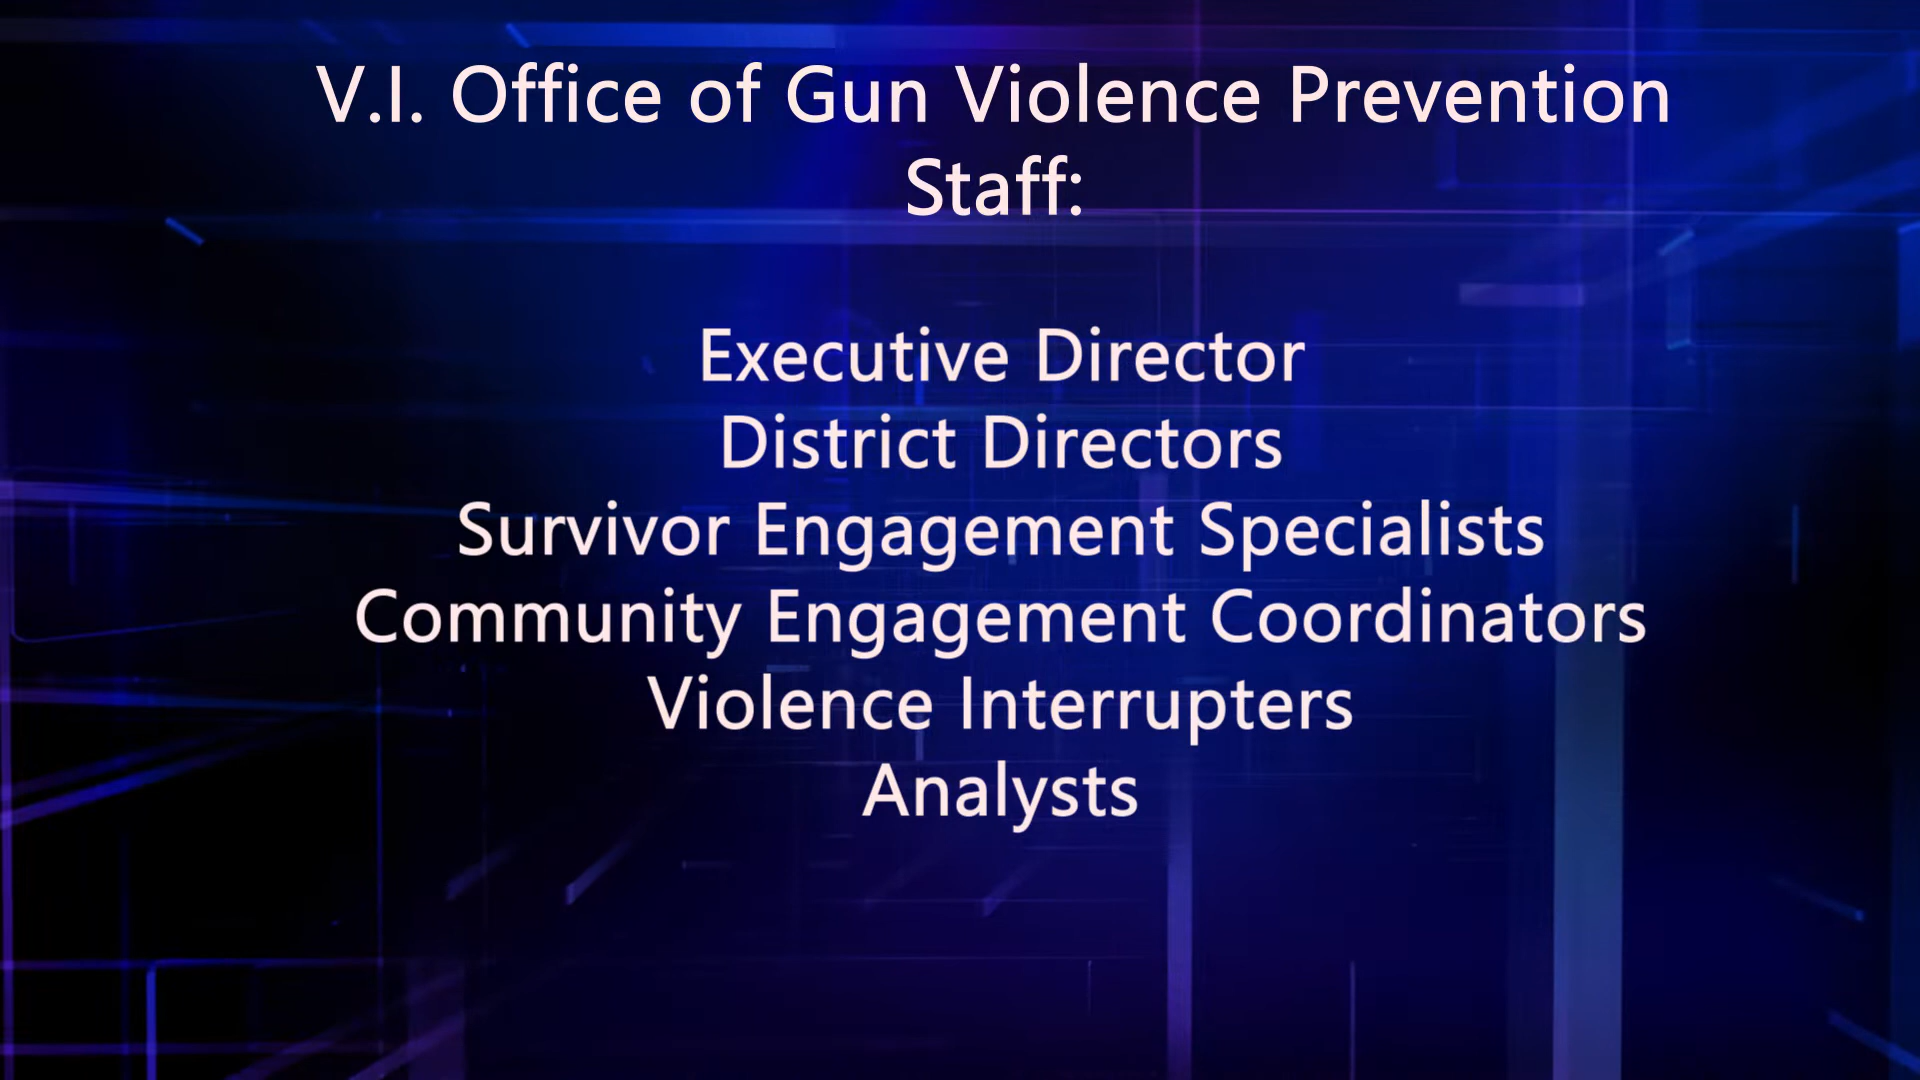 V.I. Office of Gun Violence Prevention
Staff:
Executive Director
District Directors
Survivor Engagement Specialists
Community Engagement Coordinators
Violence Interrupters
Analysts